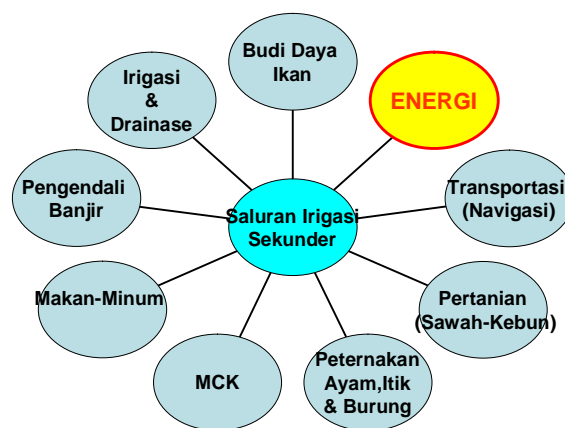 Budi Daya
Ikan
ENERGI
Irigasi
&
Drainase
Transportasi
(Navigasi)
Pengendali
Banjir
Saluran Irigasi
Sekunder
Makan-Minum
Pertanian
(Sawah-Kebun)
MCK
Peternakan
Ayam,Itik
& Burung